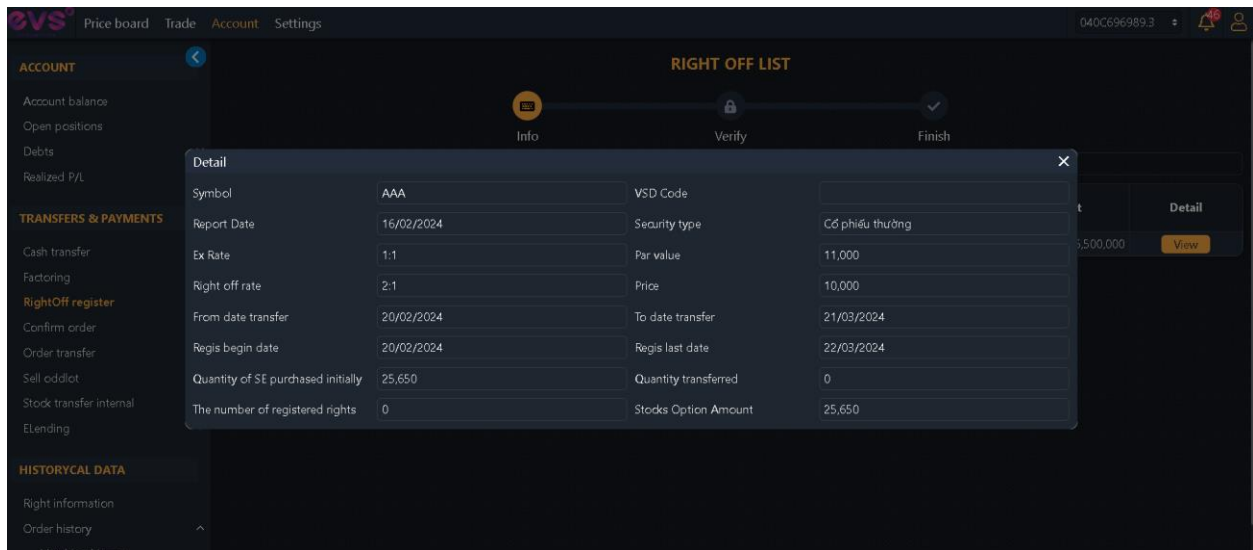 evs
Price board Trade Account Settings 040C696989.3 46
ACCOUNT
RIGHT OFF LIST
Account balance
Open positions
Debts
Realized P/L
Info Verify Finish
Detail
Symbol AAA VSD Code
Report Date 16/02/2024 Security type Cổ phiếu thường
Ex Rate 1:1 Par value 11,000
Right off rate 2:1 Price 10,000
From date transfer 20/02/2024 To date transfer 21/03/2024
Regis begin date 20/02/2024 Regis last date 22/03/2024
Quantity of SE purchased initially 25,650 Quantity transferred 0
The number of registered rights 0 Stocks Option Amount 25,650
t Detail
5,500,000 View
TRANSFERS & PAYMENTS
Cash transfer
Factoring
RightOff register
Confirm order
Order transfer
Sell oddlot
Stock transfer internal
ELending
HISTORYCAL DATA
Right information
Order history